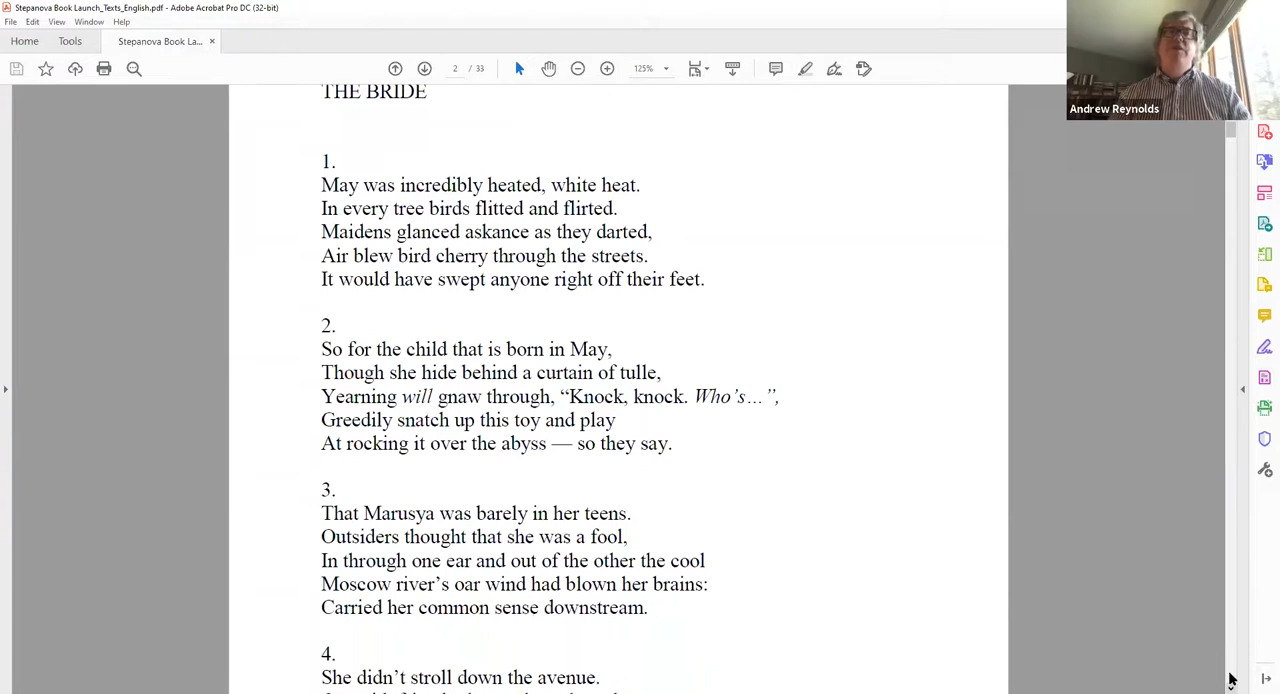 Stepanova Book Launch_Texts_English.pdf - Adobe Acrobat Pro DC (32-bit)
File Edit View Window Help
Home Tools Stepanova Book La... ×
2 / 33 125%
Andrew Reynolds
THE BRIDE
1.
May was incredibly heated, white heat.
In every tree birds flitted and flirted.
Maidens glanced askance as they darted,
Air blew bird cherry through the streets.
It would have swept anyone right off their feet.
2.
So for the child that is born in May,
Though she hide behind a curtain of tulle,
Yearning will gnaw through, “Knock, knock. Who’s…”,
Greedily snatch up this toy and play
At rocking it over the abyss — so they say.
3.
That Marusya was barely in her teens.
Outsiders thought that she was a fool,
In through one ear and out of the other the cool
Moscow river’s oar wind had blown her brains:
Carried her common sense downstream.
4.
She didn’t stroll down the avenue.